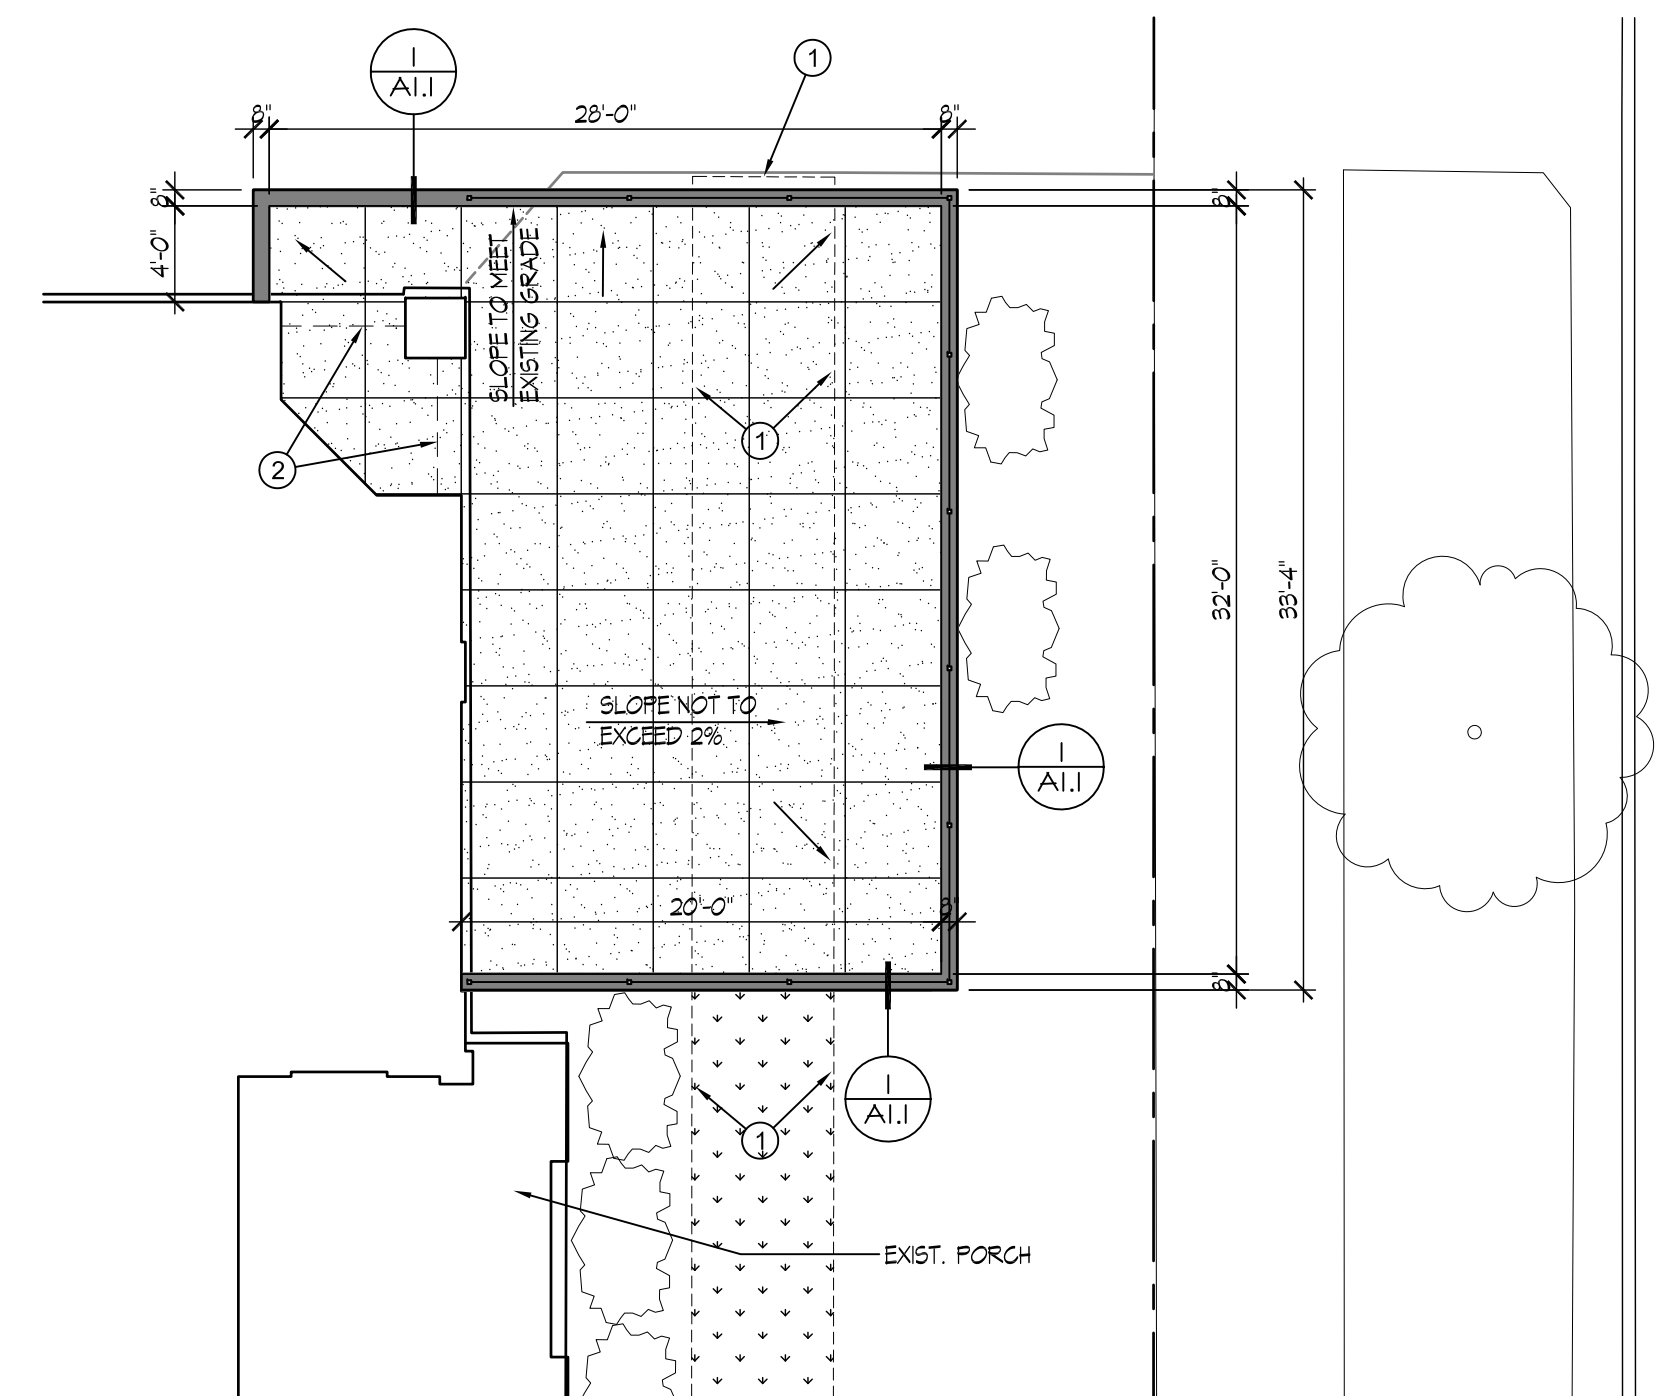 1
A1.1
1
8"
28'-0"
8"
8"
4'-0"
8"
SLOPE TO MEET
EXISTING GRADE
1
2
32'-0"
33'-4"
SLOPE NOT TO
EXCEED 2%
1
A1.1
20'-0"
8"
8"
1
A1.1
1
EXIST. PORCH